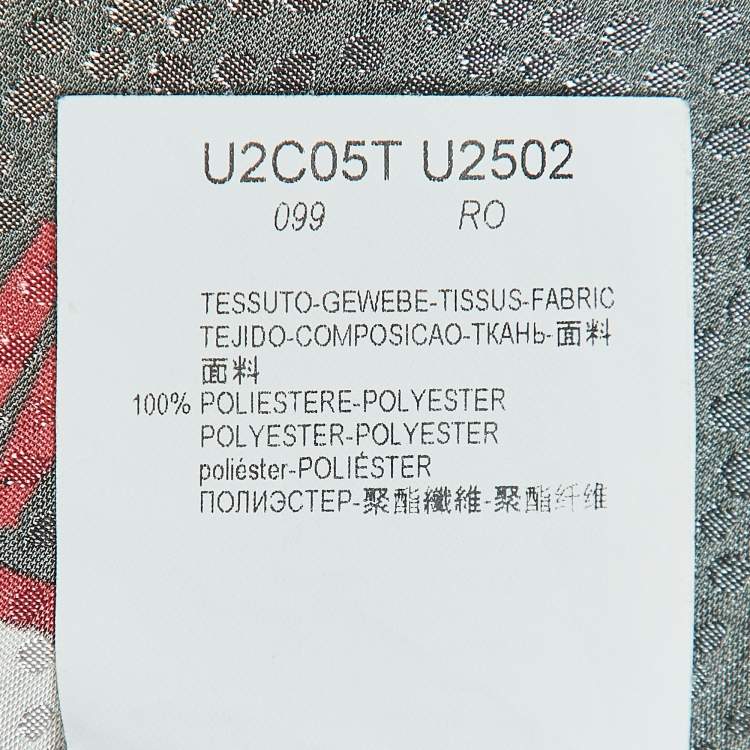 U2C05T U2502
099 RO
TESSUTO-GEWEBE-TISSUS-FABRIC
TEJIDO-COMPOSICAO-ТКАНЬ-面料
面料
100% POLIESTERE-POLYESTER
POLYESTER-POLYESTER
poliéster-POLIÉSTER
ПОЛИЭСТЕР-聚酯纖維-聚酯纤维